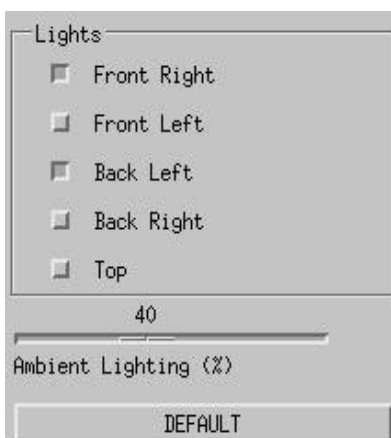 Lights
Front Right
Front Left
Back Left
Back Right
Top
40
Ambient Lighting (%)
DEFAULT